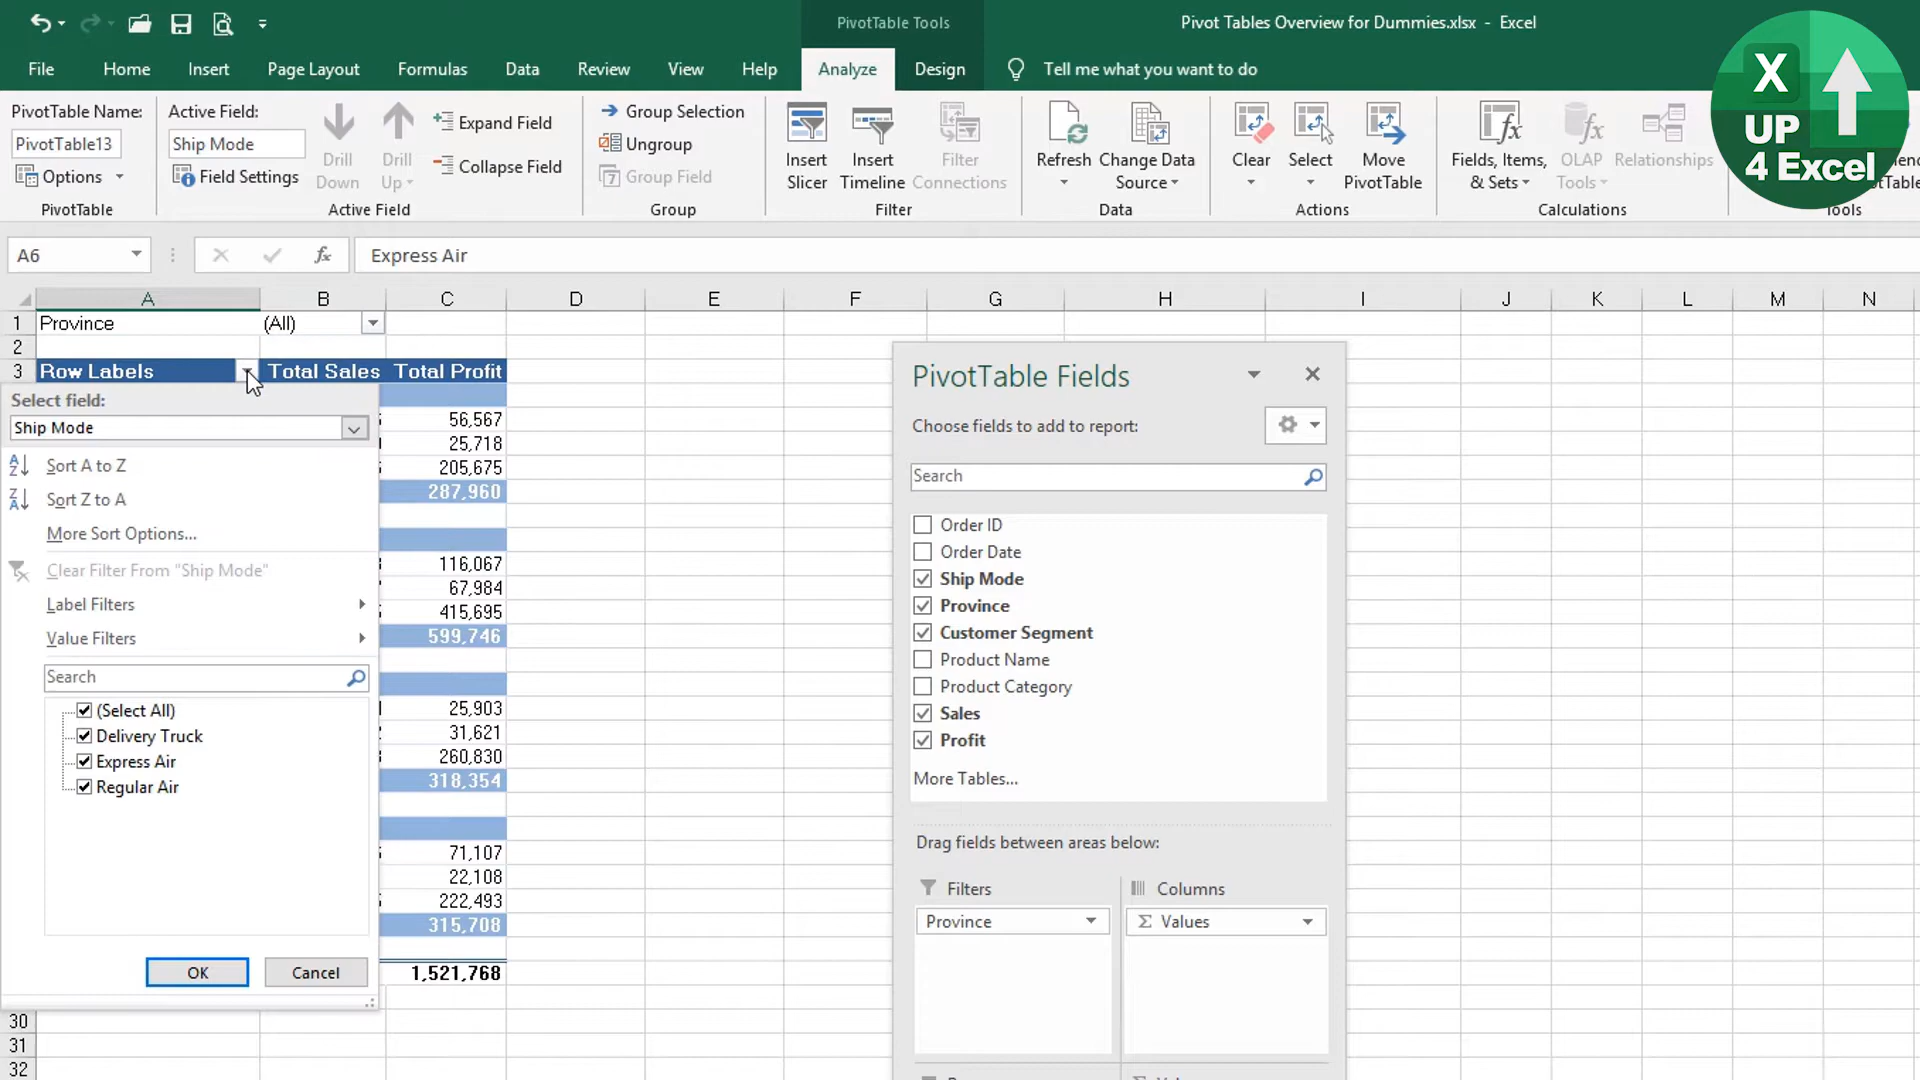 PivotTable Tools
Pivot Tables Overview for Dummies.xlsx - Excel
File Home Insert Page Layout Formulas Data Review View Help Analyze Design Tell me what you want to do
X
UP
4 Excel
PivotTable Name:
PivotTable13
Options
PivotTable
Active Field:
Ship Mode
Field Settings
Drill
Down
Drill
Up
Expand Field
Collapse Field
Active Field
Group Selection
Ungroup
7 Group Field
Group
Insert
Slicer
Insert
Timeline
Filter
Connections
Filter
Refresh
Change Data
Source
Data
Clear
Select
Move
PivotTable
Actions
Fields, Items,
& Sets
OLAP
Tools
Relationships
Calculations
Tools
A6
fx
Express Air
A B C D E F G H I J K L M N
1 Province (All)
2
3 Row Labels Total Sales Total Profit
Select field:
Ship Mode
Sort A to Z
Sort Z to A
More Sort Options...
Clear Filter From "Ship Mode"
Label Filters
Value Filters
Search
(Select All)
Delivery Truck
Express Air
Regular Air
OK Cancel
56,567
25,718
205,675
287,960
116,067
67,984
415,695
599,746
25,903
31,621
260,830
318,354
71,107
22,108
222,493
315,708
1,521,768
30
31
32
PivotTable Fields
Choose fields to add to report:
Search
Order ID
Order Date
Ship Mode
Province
Customer Segment
Product Name
Product Category
Sales
Profit
More Tables...
Drag fields between areas below:
Filters
Province
Columns
Σ Values